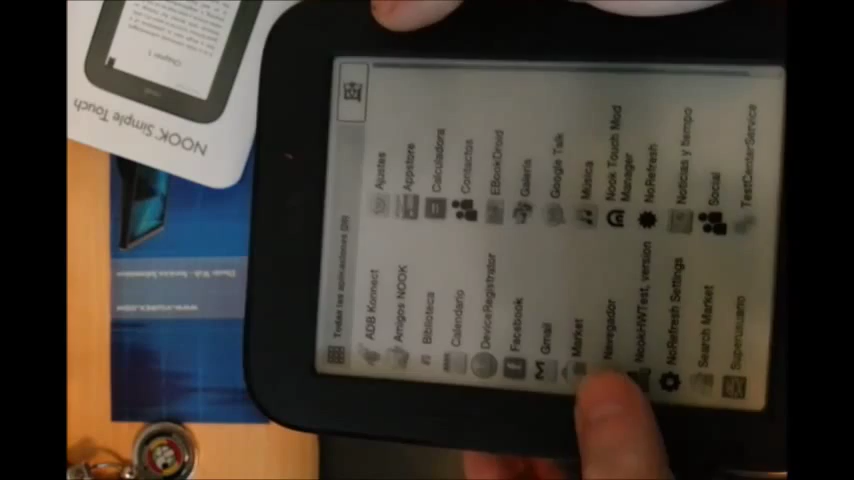 Todas las aplicaciones
ADB Konnect
Ajustes
Amigos NOOK
Appstore
Biblioteca
Calculadora
Calendario
Contactos
DeviceRegistrator
EBookDroid
Facebook
Galería
Gmail
Google Talk
Market
Música
Navegador
Nook Touch Mod
Manager
NookHWTest, version
NoRefresh
NoRefresh Settings
Noticias y tiempo
Search Market
Social
Superusuario
TestCenterService
NOOK Simple Touch
Chapter 1